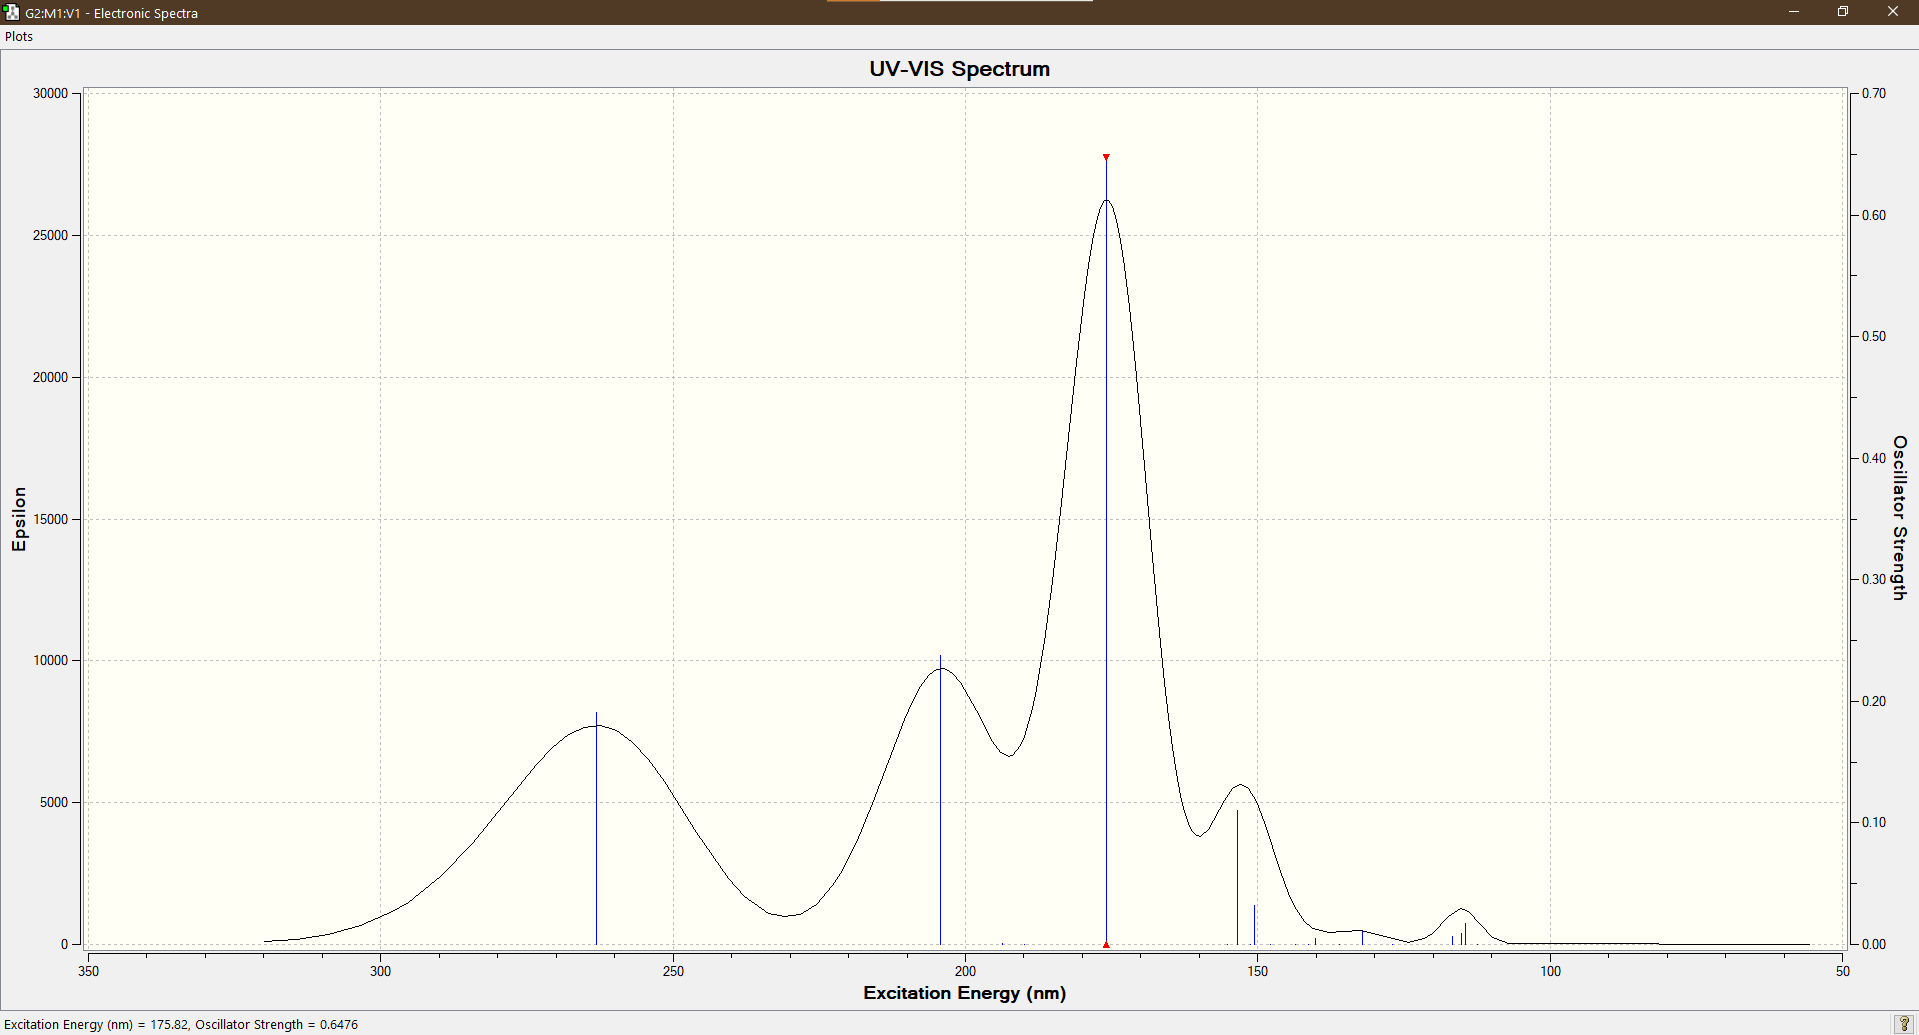 G2:M1:V1 - Electronic Spectra
Plots
UV-VIS Spectrum
30000
25000
20000
15000
10000
5000
0
Epsilon
0.70
0.60
0.50
0.40
0.30
0.20
0.10
0.00
Oscillator Strength
350 300 250 200 150 100 50
Excitation Energy (nm)
Excitation Energy (nm) = 175.82, Oscillator Strength = 0.6476
?